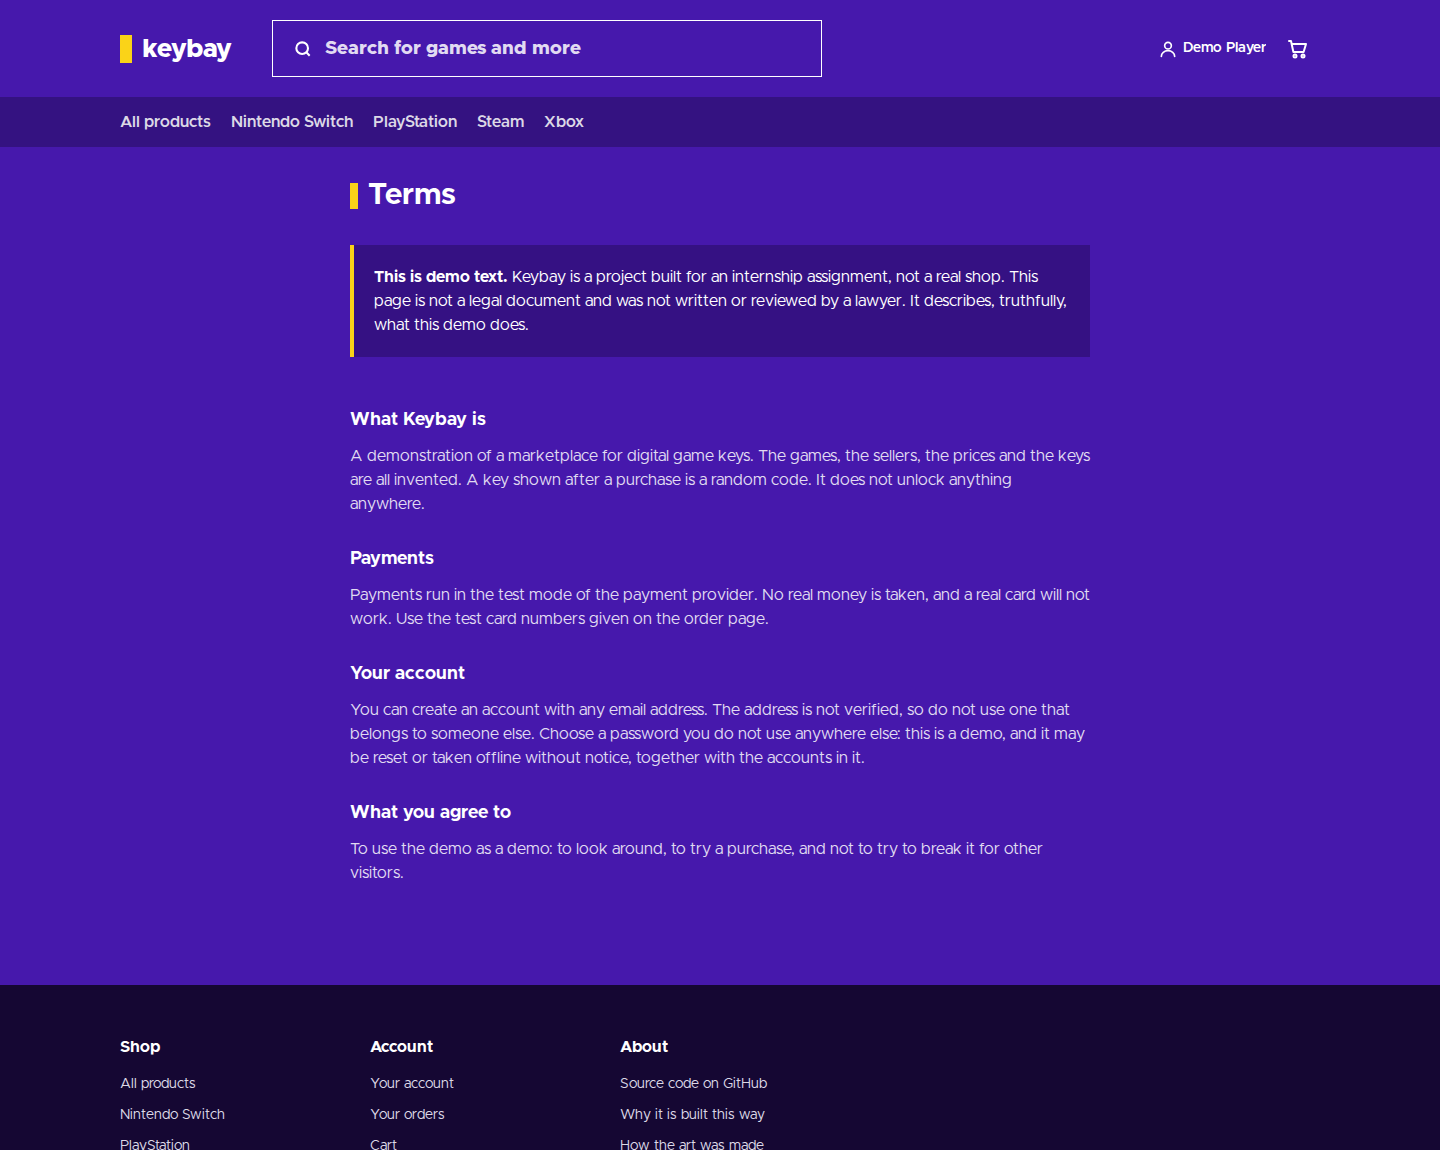 keybay
Search for games and more
Demo Player
All products Nintendo Switch PlayStation Steam Xbox
Terms
This is demo text. Keybay is a project built for an internship assignment, not a real shop. This
page is not a legal document and was not written or reviewed by a lawyer. It describes, truthfully,
what this demo does.
What Keybay is
A demonstration of a marketplace for digital game keys. The games, the sellers, the prices and the keys
are all invented. A key shown after a purchase is a random code. It does not unlock anything
anywhere.
Payments
Payments run in the test mode of the payment provider. No real money is taken, and a real card will not
work. Use the test card numbers given on the order page.
Your account
You can create an account with any email address. The address is not verified, so do not use one that
belongs to someone else. Choose a password you do not use anywhere else: this is a demo, and it may
be reset or taken offline without notice, together with the accounts in it.
What you agree to
To use the demo as a demo: to look around, to try a purchase, and not to try to break it for other
visitors.
Shop
All products
Nintendo Switch
PlayStation
Account
Your account
Your orders
Cart
About
Source code on GitHub
Why it is built this way
How the art was made